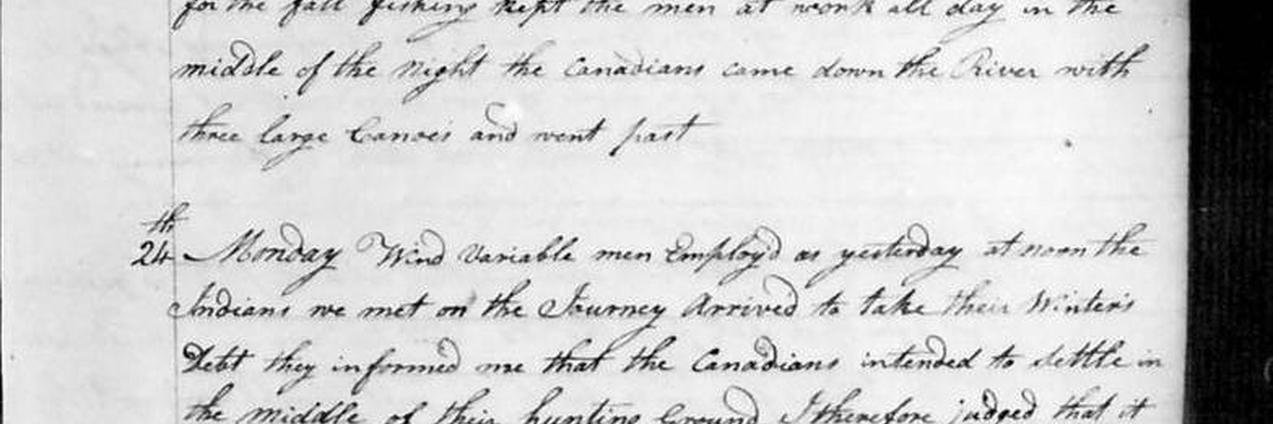 for the fall fishing kept the men at work all day in the
middle of the Night the Canadians came down the River with
three large Canoes and went past
th
24 Monday Wind Variable men Employ'd as yesterday at noon the
Indians we met on the Journey Arrived to take their Winter's
Debt they informed me that the Canadians intended to Settle in
the middle of their hunting Ground I therefore judged that it